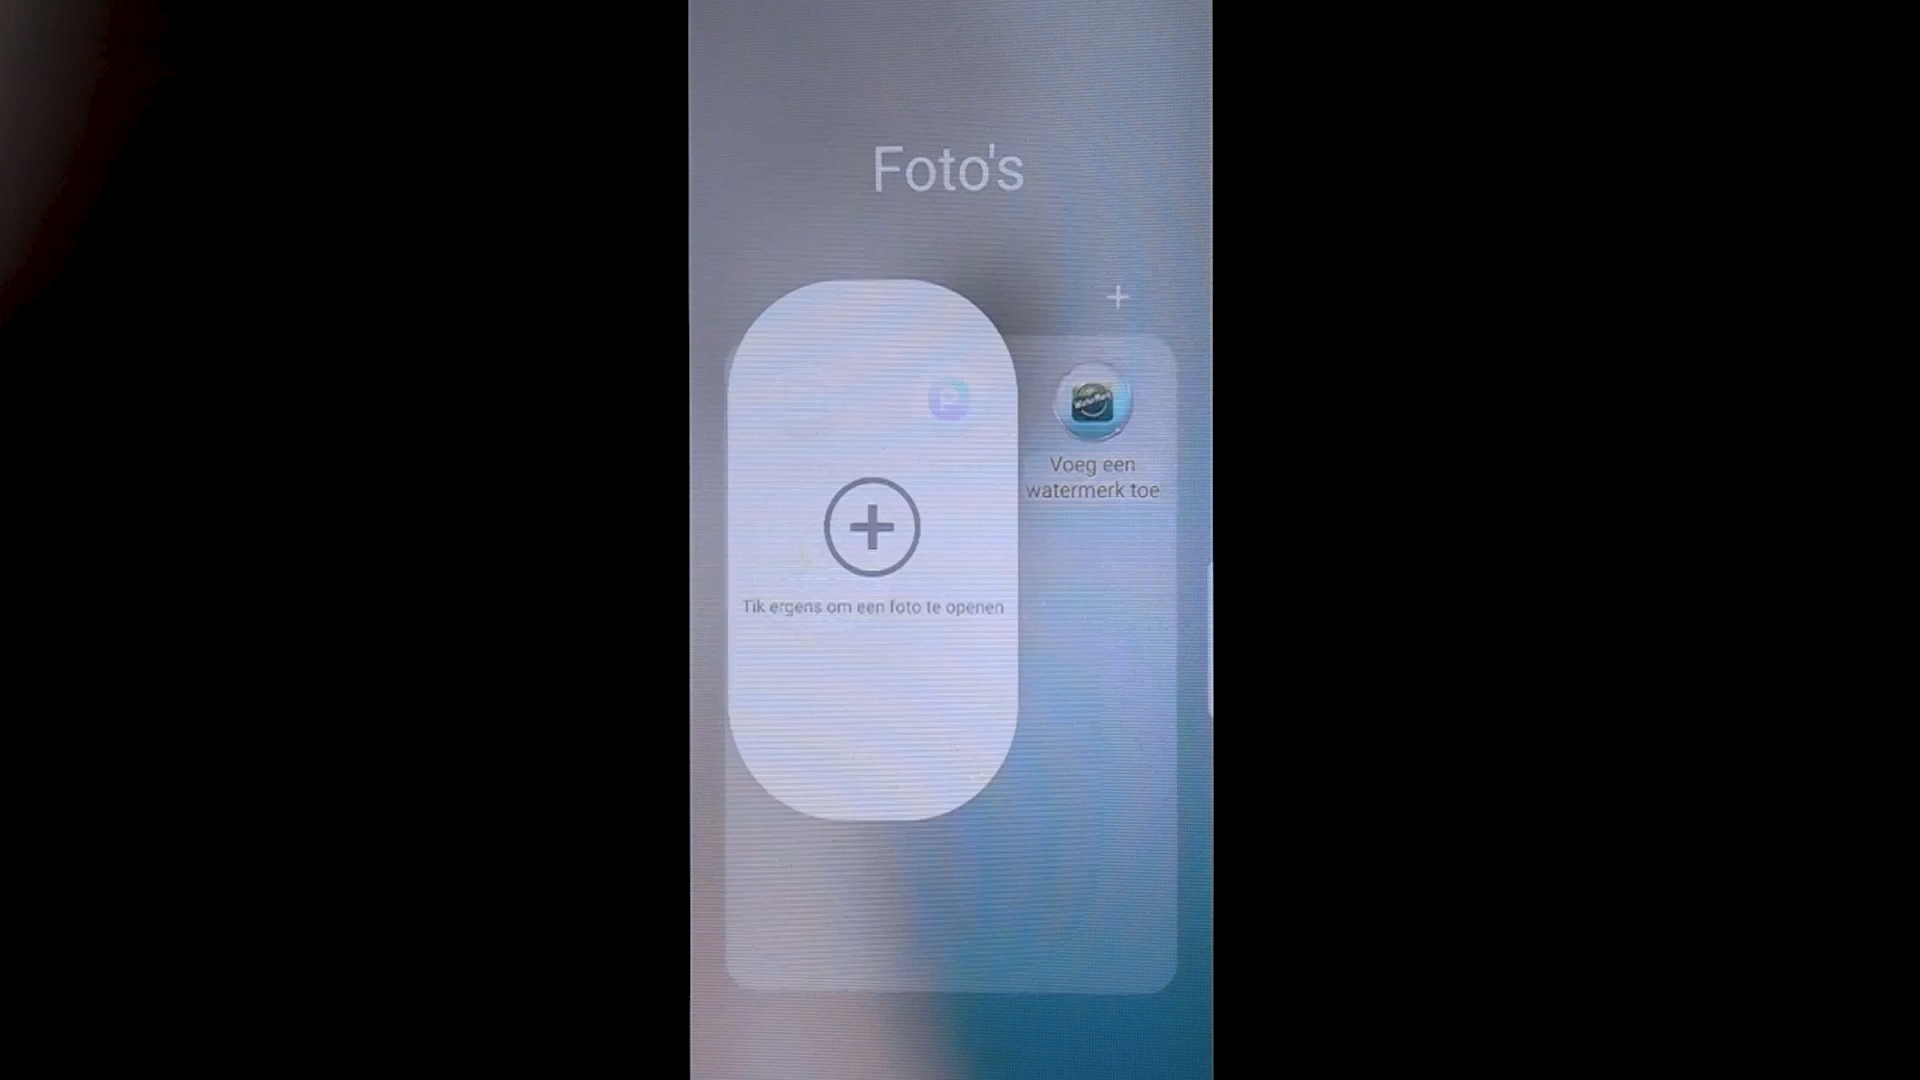 Foto's
Voeg een
watermerk toe
Tik ergens om een foto te openen